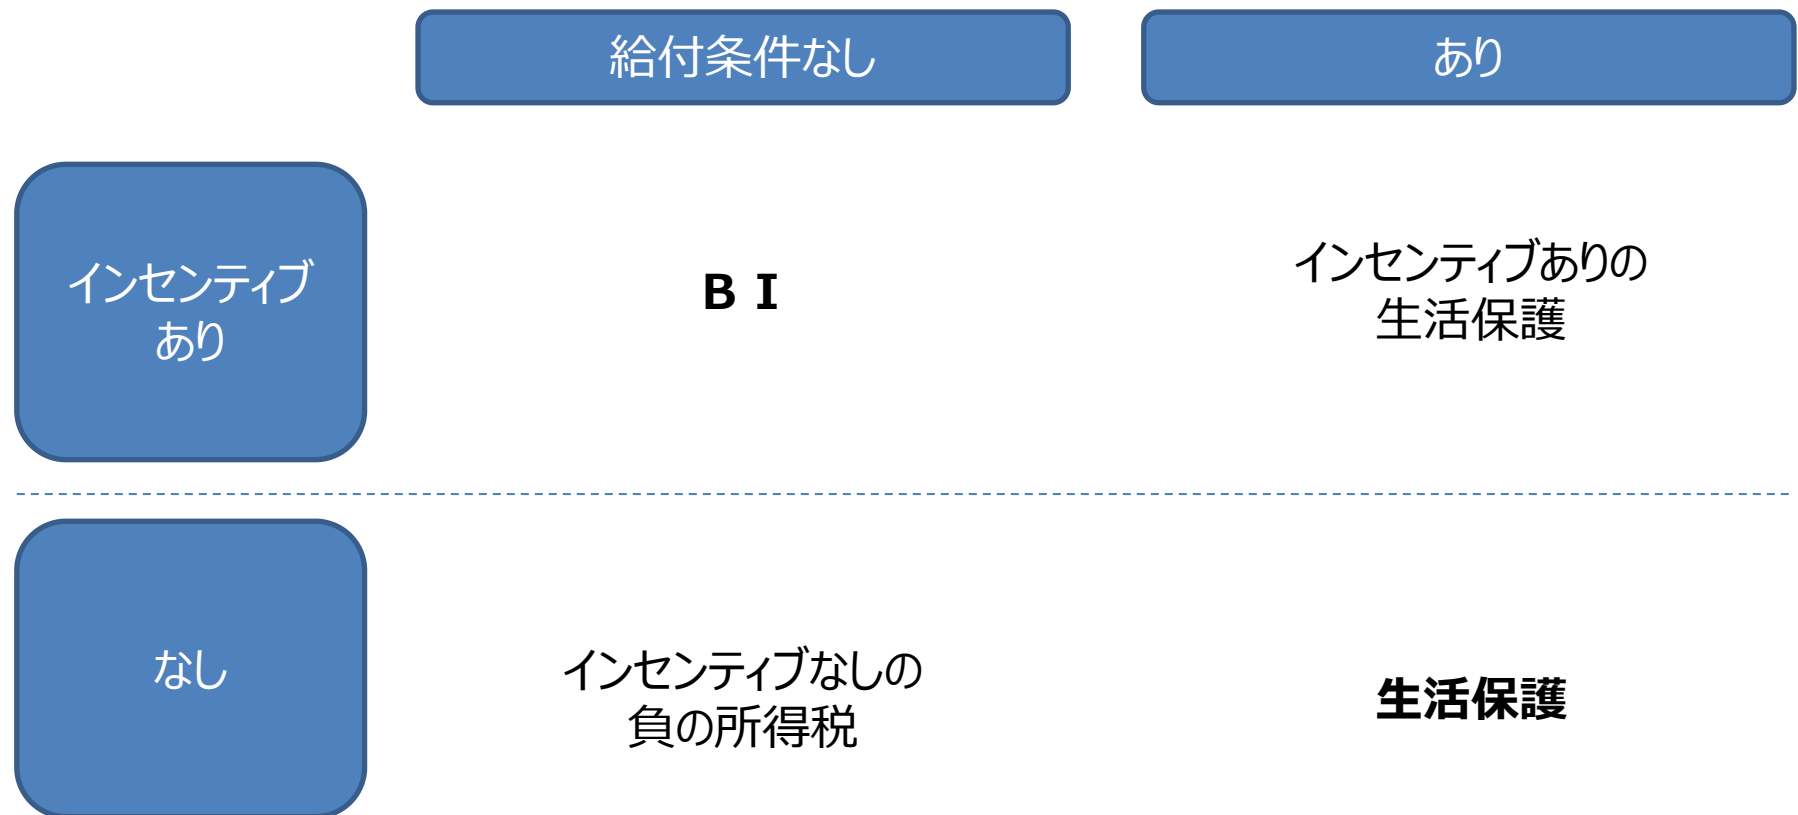 給付条件なし
あり
インセンティブ
あり
ＢＩ
インセンティブありの
生活保護
なし
インセンティブなしの
負の所得税
生活保護